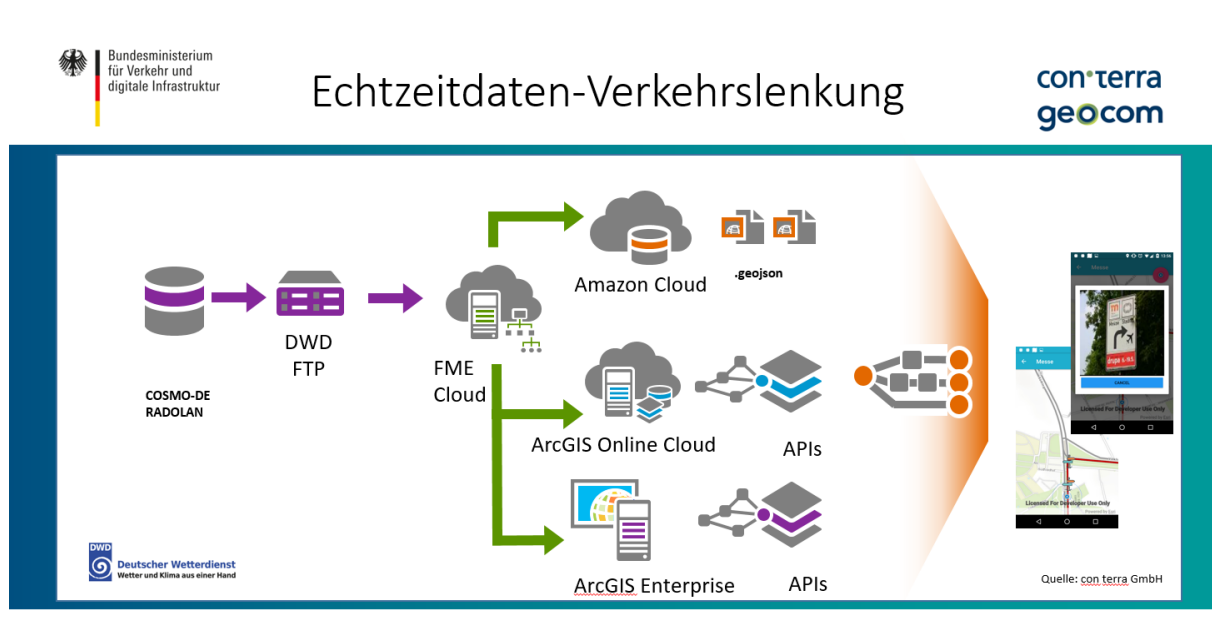 Bundesministerium
für Verkehr und
digitale Infrastruktur
Echtzeitdaten-Verkehrslenkung
con terra
geocom
Amazon Cloud
.geojson
DWD
FTP
FME
Cloud
COSMO-DE
RADOLAN
ArcGIS Online Cloud
APIs
ArcGIS Enterprise
APIs
Messe
CANCEL
Licensed For Developer Use Only
Messe
Licensed For Developer Use Only
DWD
Deutscher Wetterdienst
Wetter und Klima aus einer Hand
Quelle: con terra GmbH